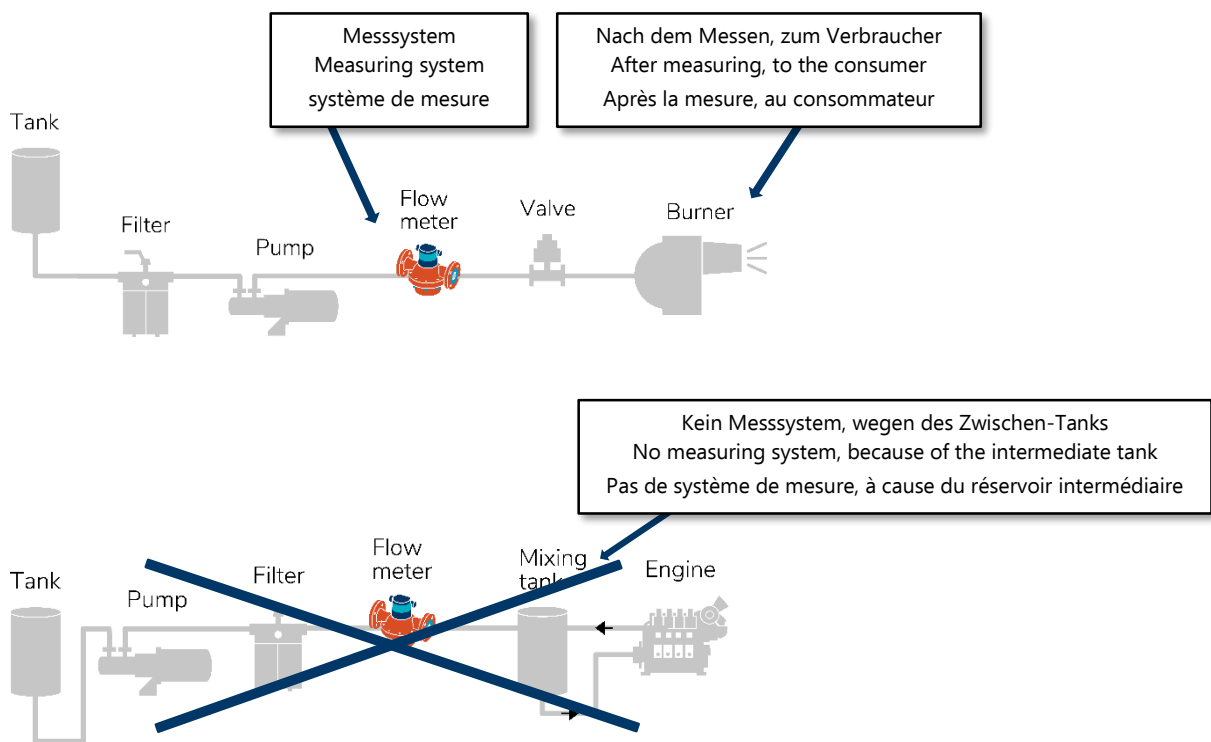 Messsystem
Measuring system
système de mesure
Nach dem Messen, zum Verbraucher
After measuring, to the consumer
Après la mesure, au consommateur
Tank
Filter
Pump
Flow
meter
Valve
Burner
Kein Messsystem, wegen des Zwischen-Tanks
No measuring system, because of the intermediate tank
Pas de système de mesure, à cause du réservoir intermédiaire
Tank
Pump
Filter
Flow
meter
Mixing
tank
Engine